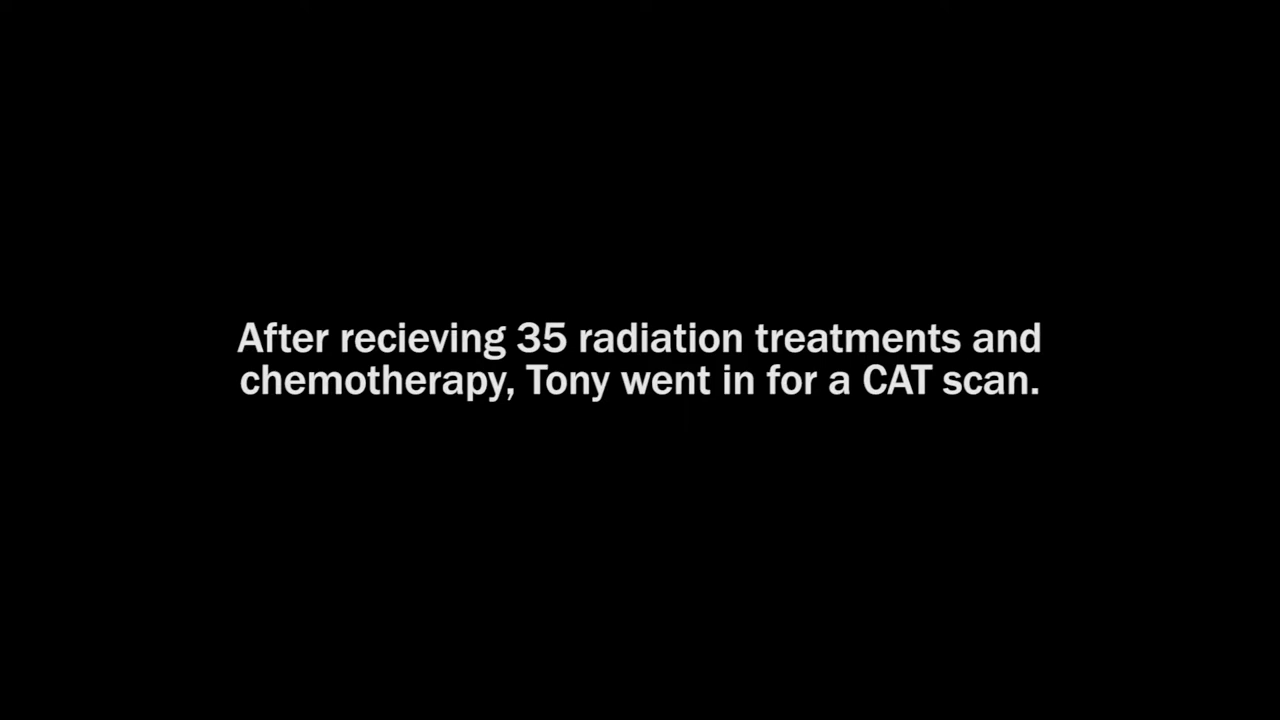 After recieving 35 radiation treatments and
chemotherapy, Tony went in for a CAT scan.